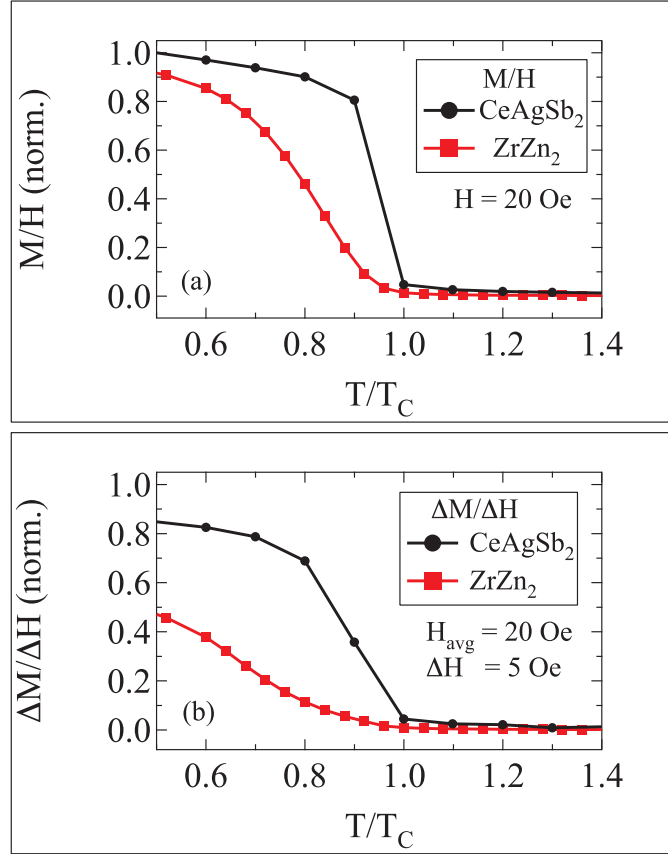 M/H (norm.)
1.0
0.8
0.6
0.4
0.2
0.0
M/H
CeAgSb₂
ZrZn₂
H = 20 Oe
(a)
0.6 0.8 1.0 1.2 1.4
T/T_C
ΔM/ΔH (norm.)
1.0
0.8
0.6
0.4
0.2
0.0
ΔM/ΔH
CeAgSb₂
ZrZn₂
H_avg = 20 Oe
ΔH = 5 Oe
(b)
0.6 0.8 1.0 1.2 1.4
T/T_C